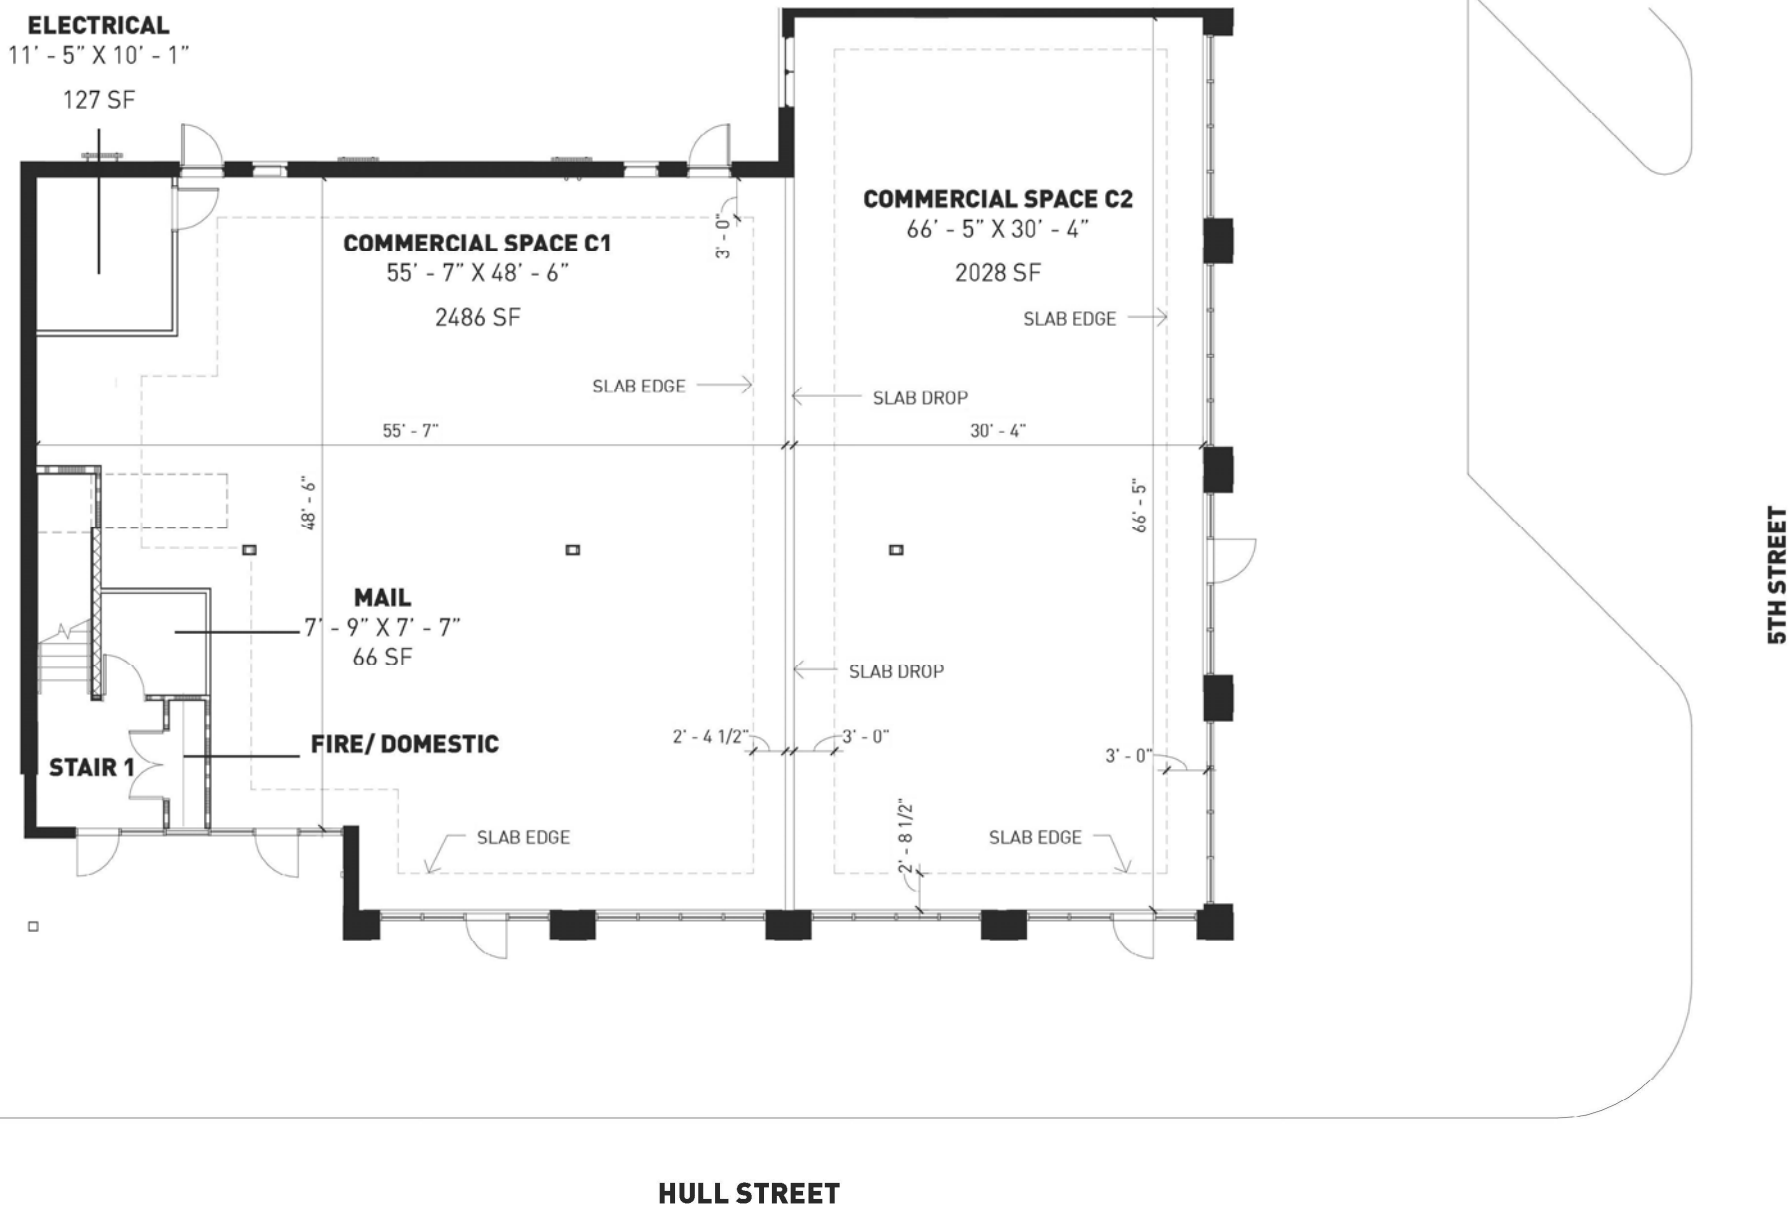 ELECTRICAL
11' - 5" X 10' - 1"
127 SF
COMMERCIAL SPACE C1
55' - 7" X 48' - 6"
2486 SF
3' - 0"
COMMERCIAL SPACE C2
66' - 5" X 30' - 4"
2028 SF
SLAB EDGE
SLAB EDGE
SLAB DROP
55' - 7"
30' - 4"
48' - 6"
66' - 5"
5TH STREET
MAIL
7' - 9" X 7' - 7"
66 SF
SLAB DROP
FIRE/ DOMESTIC
STAIR 1
2' - 4 1/2"
3' - 0"
3' - 0"
2' - 8 1/2"
SLAB EDGE
SLAB EDGE
HULL STREET